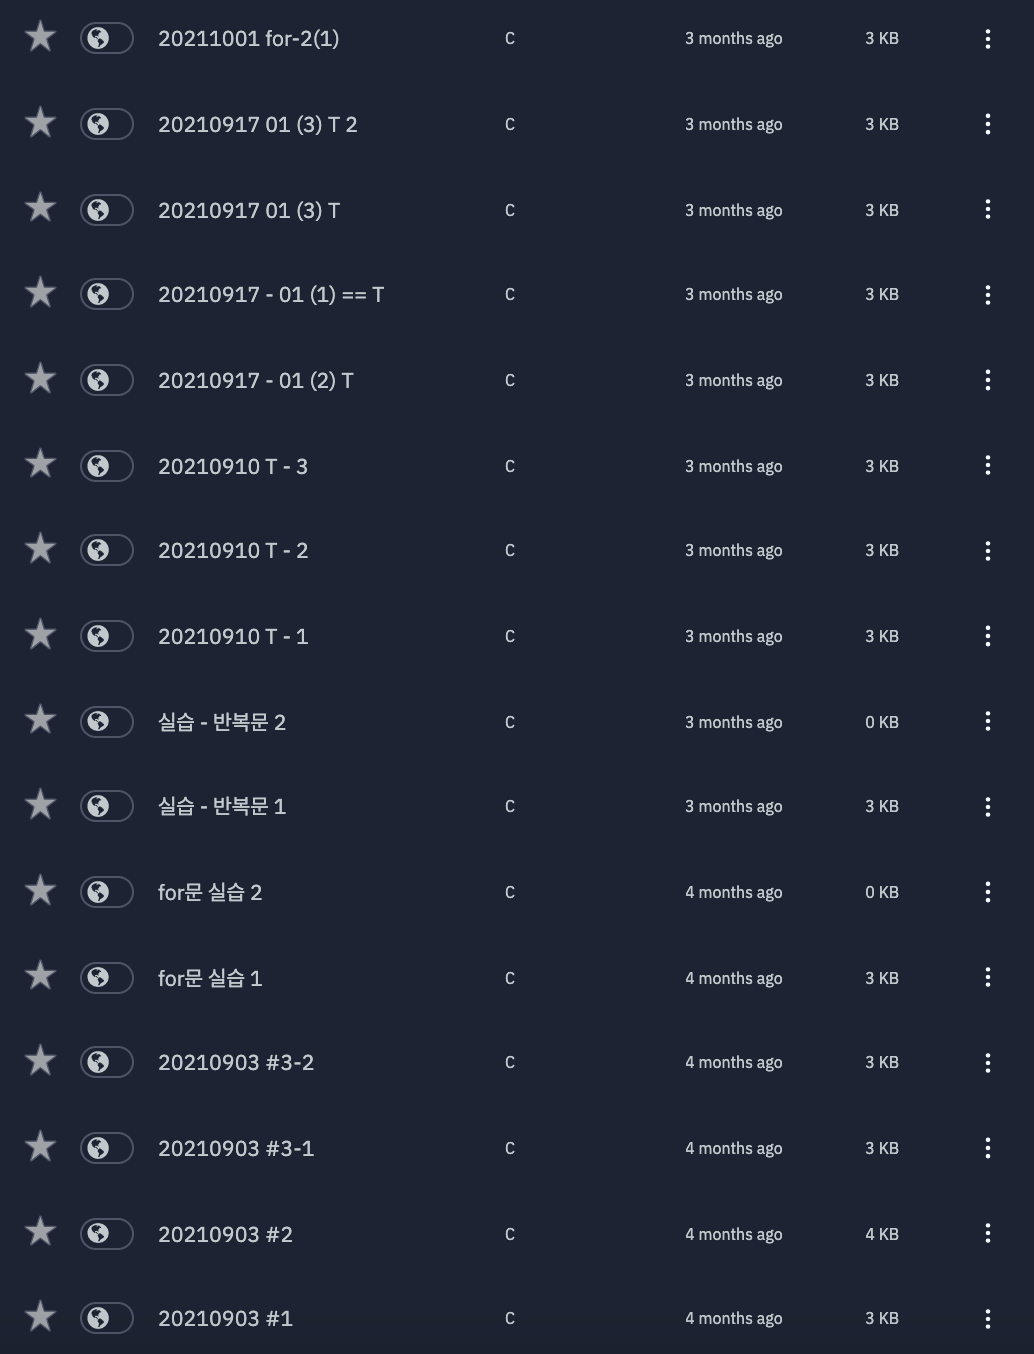 20211001 for-2(1) C 3 months ago 3 KB
20210917 01 (3) T 2 C 3 months ago 3 KB
20210917 01 (3) T C 3 months ago 3 KB
20210917 - 01 (1) == T C 3 months ago 3 KB
20210917 - 01 (2) T C 3 months ago 3 KB
20210910 T - 3 C 3 months ago 3 KB
20210910 T - 2 C 3 months ago 3 KB
20210910 T - 1 C 3 months ago 3 KB
실습 - 반복문 2 C 3 months ago 0 KB
실습 - 반복문 1 C 3 months ago 3 KB
for문 실습 2 C 4 months ago 0 KB
for문 실습 1 C 4 months ago 3 KB
20210903 #3-2 C 4 months ago 3 KB
20210903 #3-1 C 4 months ago 3 KB
20210903 #2 C 4 months ago 4 KB
20210903 #1 C 4 months ago 3 KB